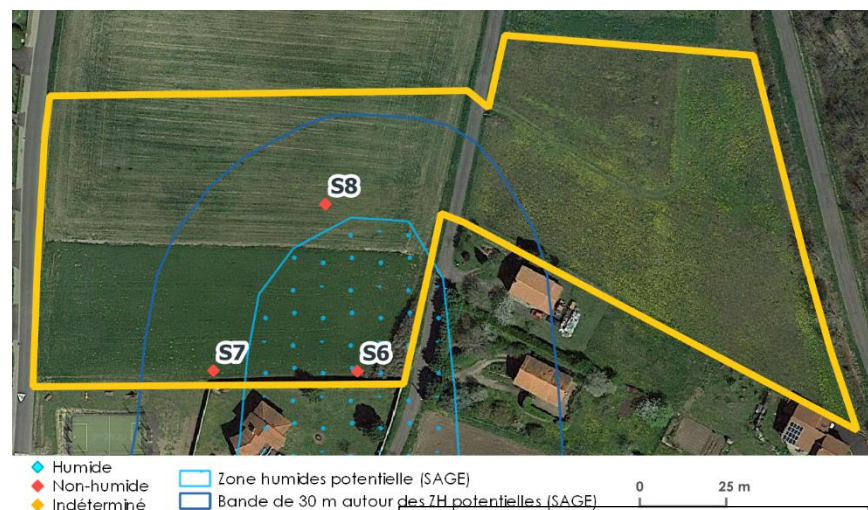 S8
S7
S6
Humide
Non-humide
Indéterminé
Zone humides potentielle (SAGE)
Bande de 30 m autour des ZH potentielles (SAGE)
0 25 m